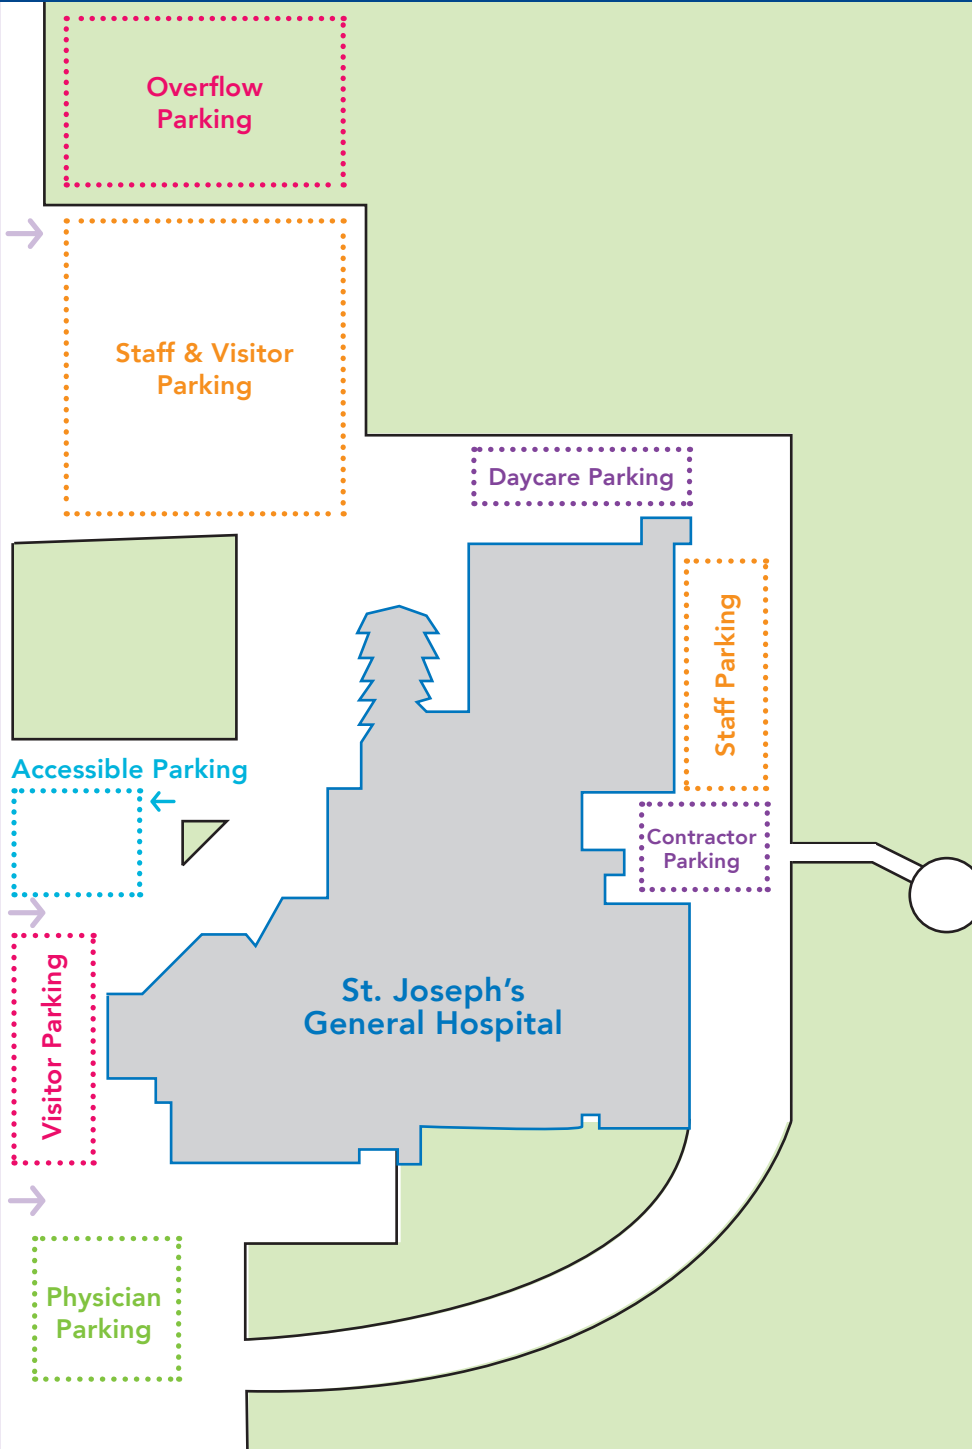 Overflow
Parking
Staff & Visitor
Parking
Daycare Parking
Staff Parking
Accessible Parking
Contractor
Parking
Visitor Parking
St. Joseph's
General Hospital
Physician
Parking